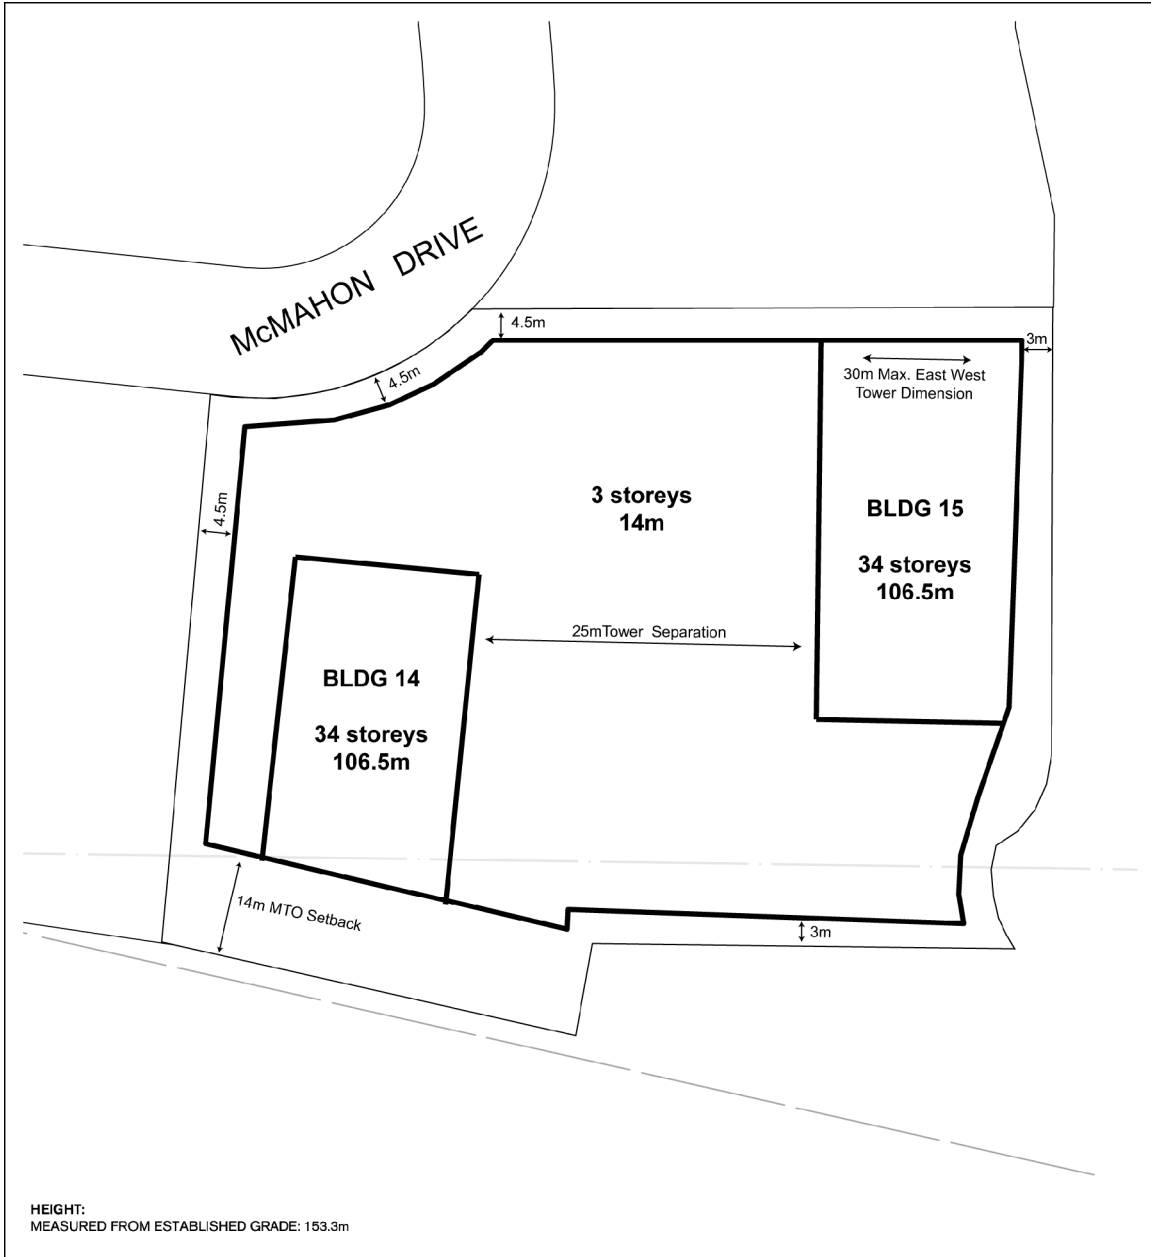 McMAHON DRIVE
4.5m
3m
4.5m
30m Max. East West
Tower Dimension
4.5m
3 storeys
14m
BLDG 15
34 storeys
106.5m
25mTower Separation
BLDG 14
34 storeys
106.5m
14m MTO Setback
3m
HEIGHT:
MEASURED FROM ESTABLISHED GRADE: 153.3m